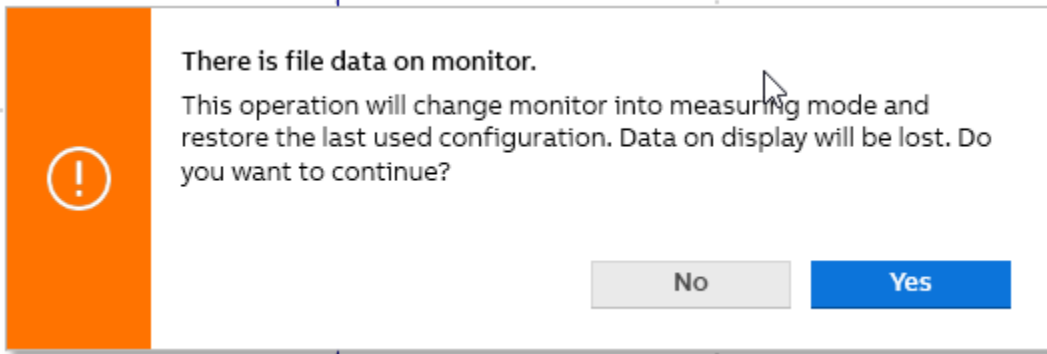 There is file data on monitor.
This operation will change monitor into measuring mode and
restore the last used configuration. Data on display will be lost. Do
you want to continue?
No
Yes